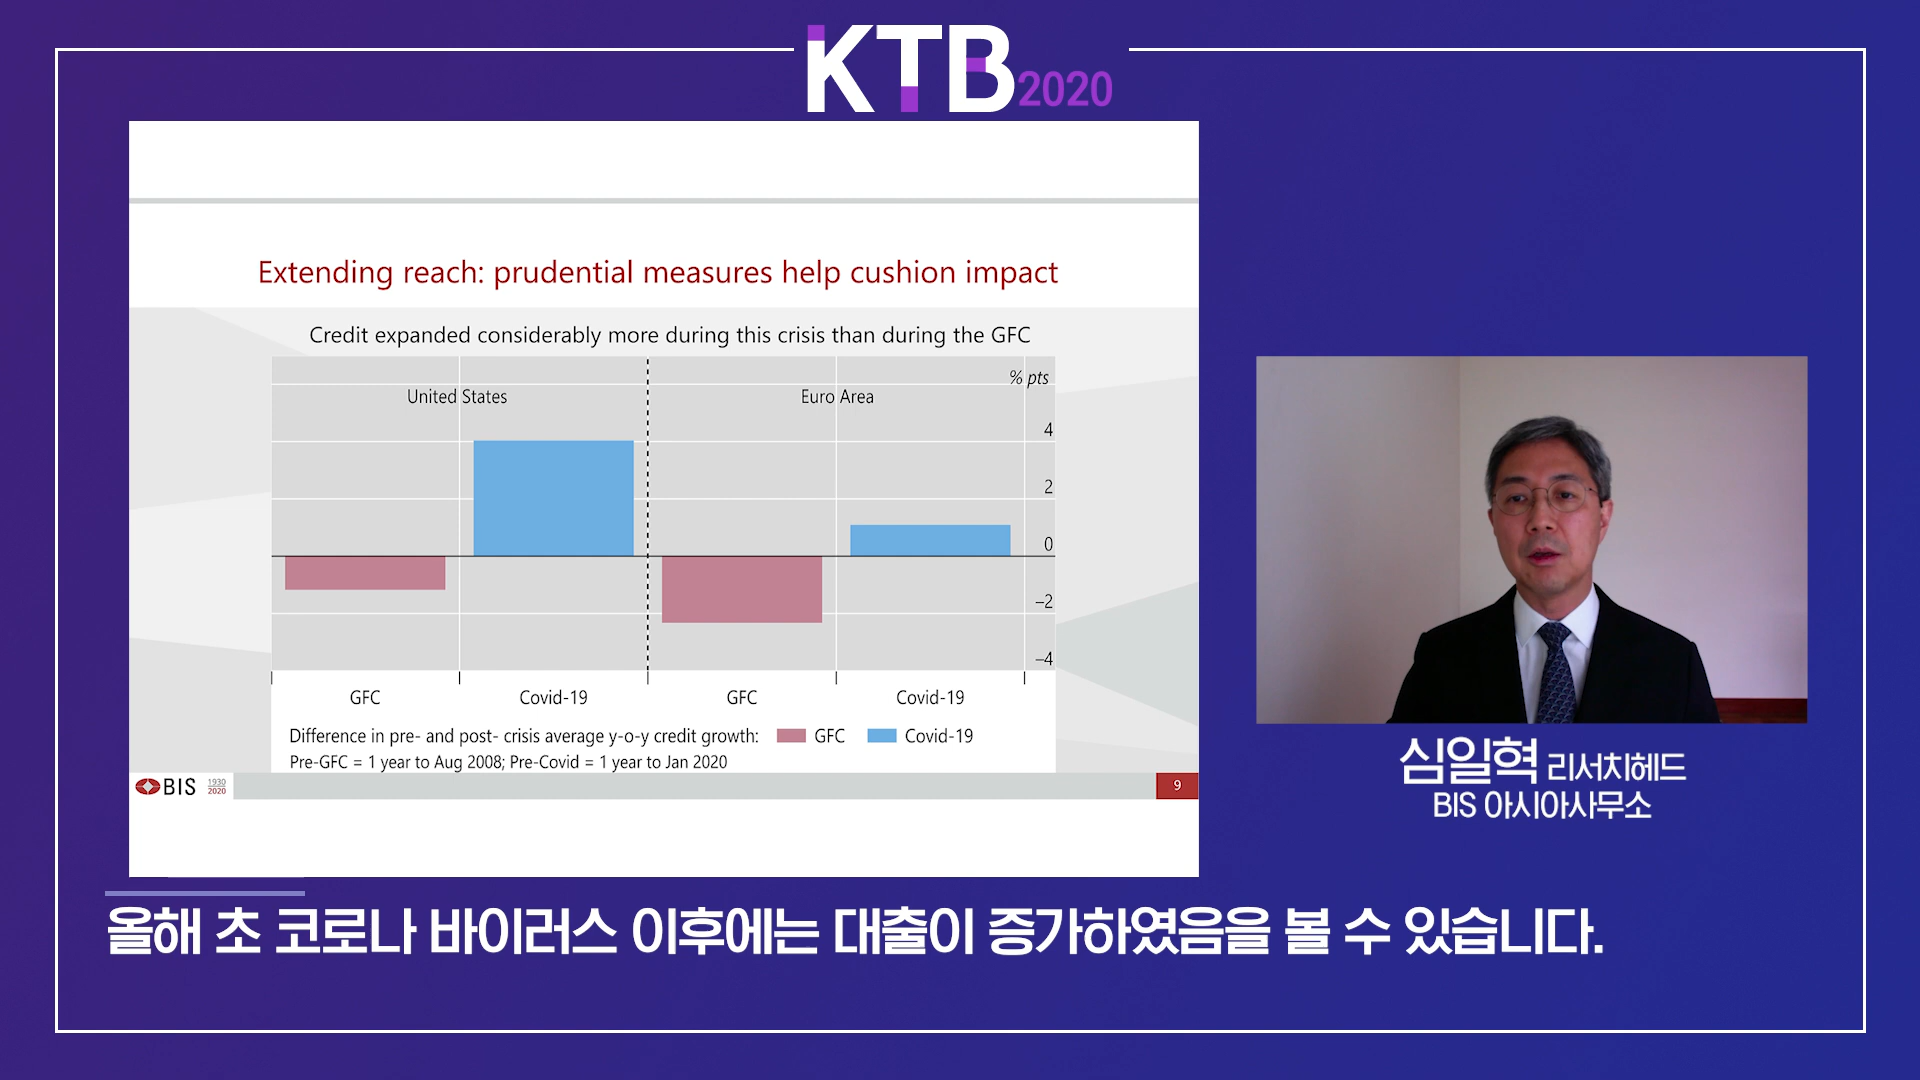 KTB 2020
Extending reach: prudential measures help cushion impact
Credit expanded considerably more during this crisis than during the GFC
% pts
United States
Euro Area
4
2
0
–2
–4
GFC
Covid-19
GFC
Covid-19
Difference in pre- and post- crisis average y-o-y credit growth: GFC Covid-19
Pre-GFC = 1 year to Aug 2008; Pre-Covid = 1 year to Jan 2020
BIS 1930 2020
9
심일혁 리서치헤드
BIS 아시아사무소
올해 초 코로나 바이러스 이후에는 대출이 증가하였음을 볼 수 있습니다.